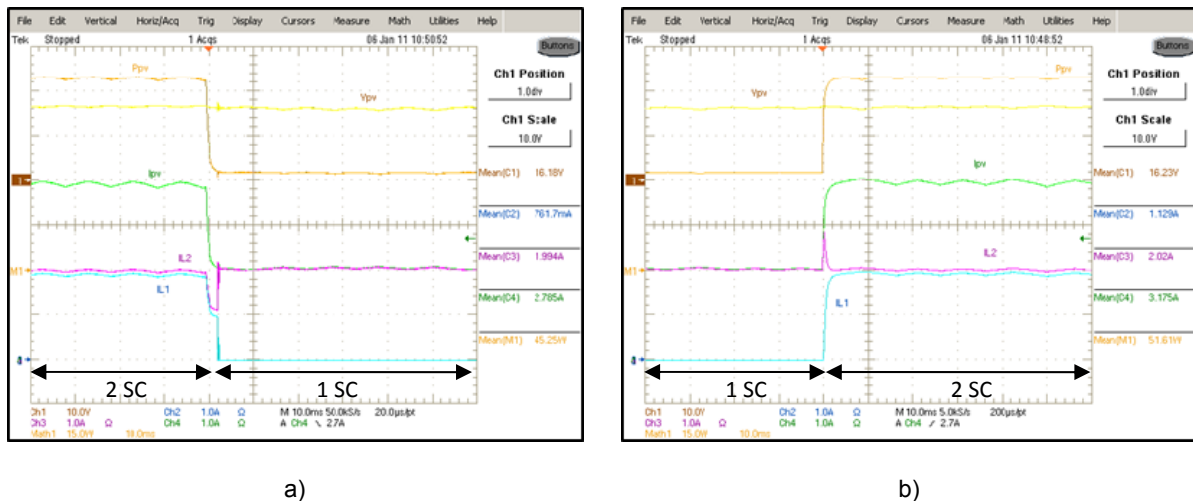 File Edit Vertical Horiz/Acq Trig Display Cursors Measure Math Utilities Help
Tek Stopped 1 Acqs 06 Jan 11 10:50:52 Buttons
Ppv
Vpv
Ch1 Position
1.0div
Ch1 Scale
10.0V
Ipv
1
Mean(C1) 16.18V
Mean(C2) 761.7mA
IL2
Mean(C3) 1.994A
M1
IL1
Mean(C4) 2.785A
Mean(M1) 45.25W
2 SC 1 SC
Ch1 10.0V Ch2 1.0A Ω M 10.0ms 50.0kS/s 20.0µs/pt
Ch3 1.0A Ω Ch4 1.0A Ω A Ch4 \ 2.7A
Math1 15.0W 10.0ms
a)
File Edit Vertical Horiz/Acq Trig Display Cursors Measure Math Utilities Help
Tek Stopped 1 Acqs 06 Jan 11 10:48:52 Buttons
Ppv
Vpv
Ch1 Position
1.0div
Ch1 Scale
10.0V
Ipv
1
Mean(C1) 16.23V
Mean(C2) 1.129A
IL2
Mean(C3) 2.02A
M1
IL1
Mean(C4) 3.175A
Mean(M1) 51.61W
1 SC 2 SC
Ch1 10.0V Ch2 1.0A Ω M 10.0ms 5.0kS/s 200µs/pt
Ch3 1.0A Ω Ch4 1.0A Ω A Ch4 / 2.7A
Math1 15.0W 10.0ms
b)